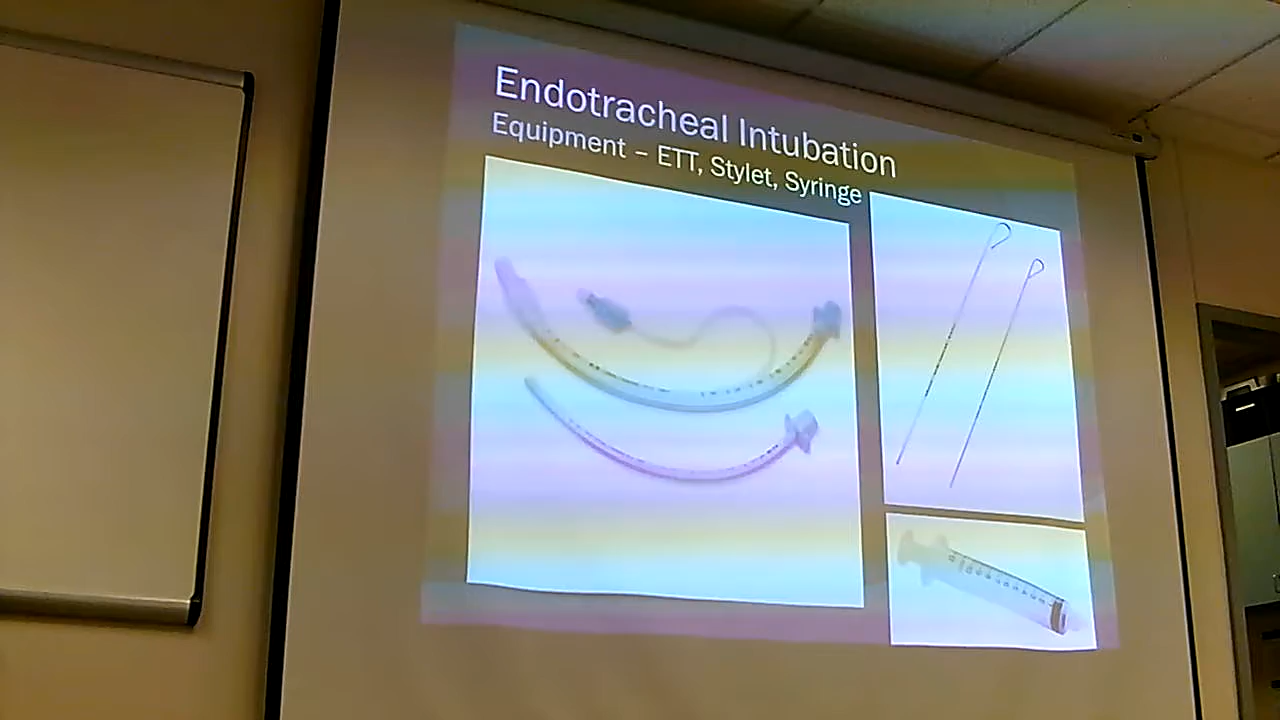 Endotracheal Intubation
Equipment – ETT, Stylet, Syringe